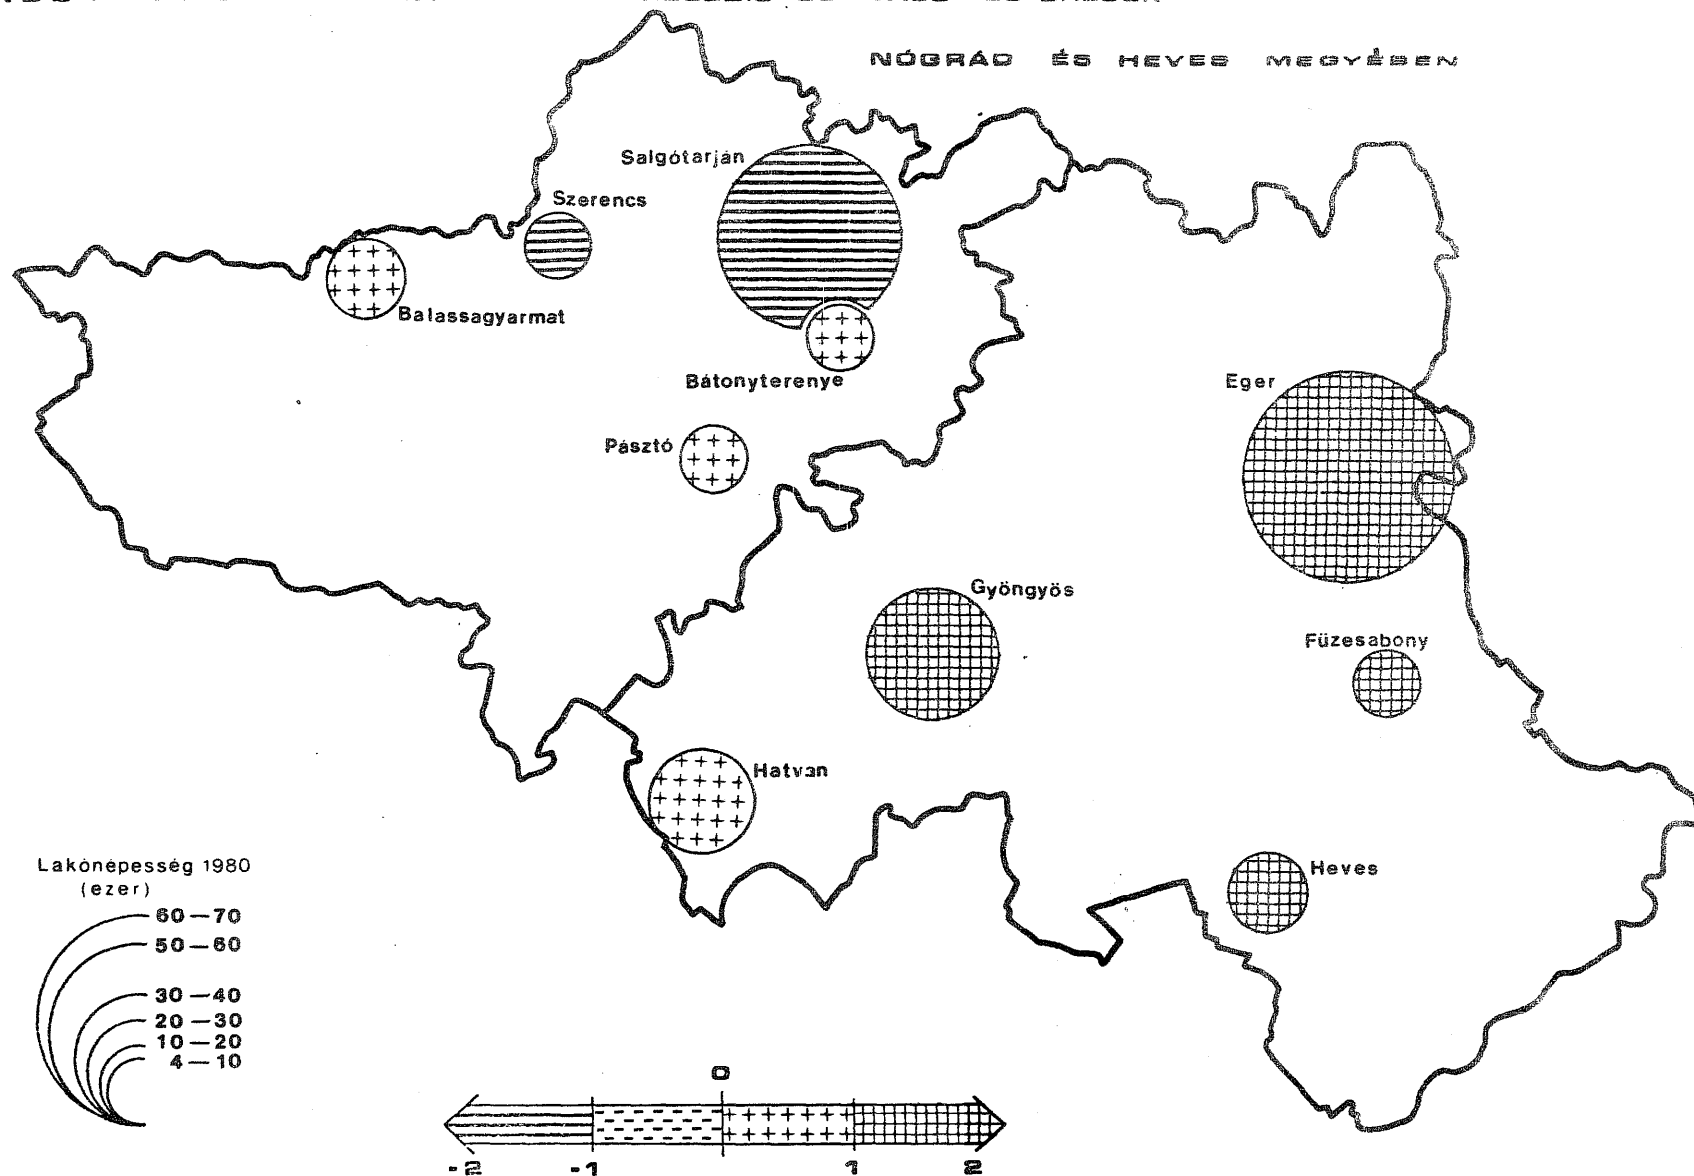 NÓGRÁD ÉS HEVES MEGYÉBEN
Salgótarján
Szerencs
Balassagyarmat
Bátonyterenye
Eger
Pásztó
Gyöngyös
Füzesabony
Hatvan
Heves
Lakónépesség 1980
(ezer)
60—70
50—60
30—40
20—30
10—20
4—10
0
-2 -1 1 2